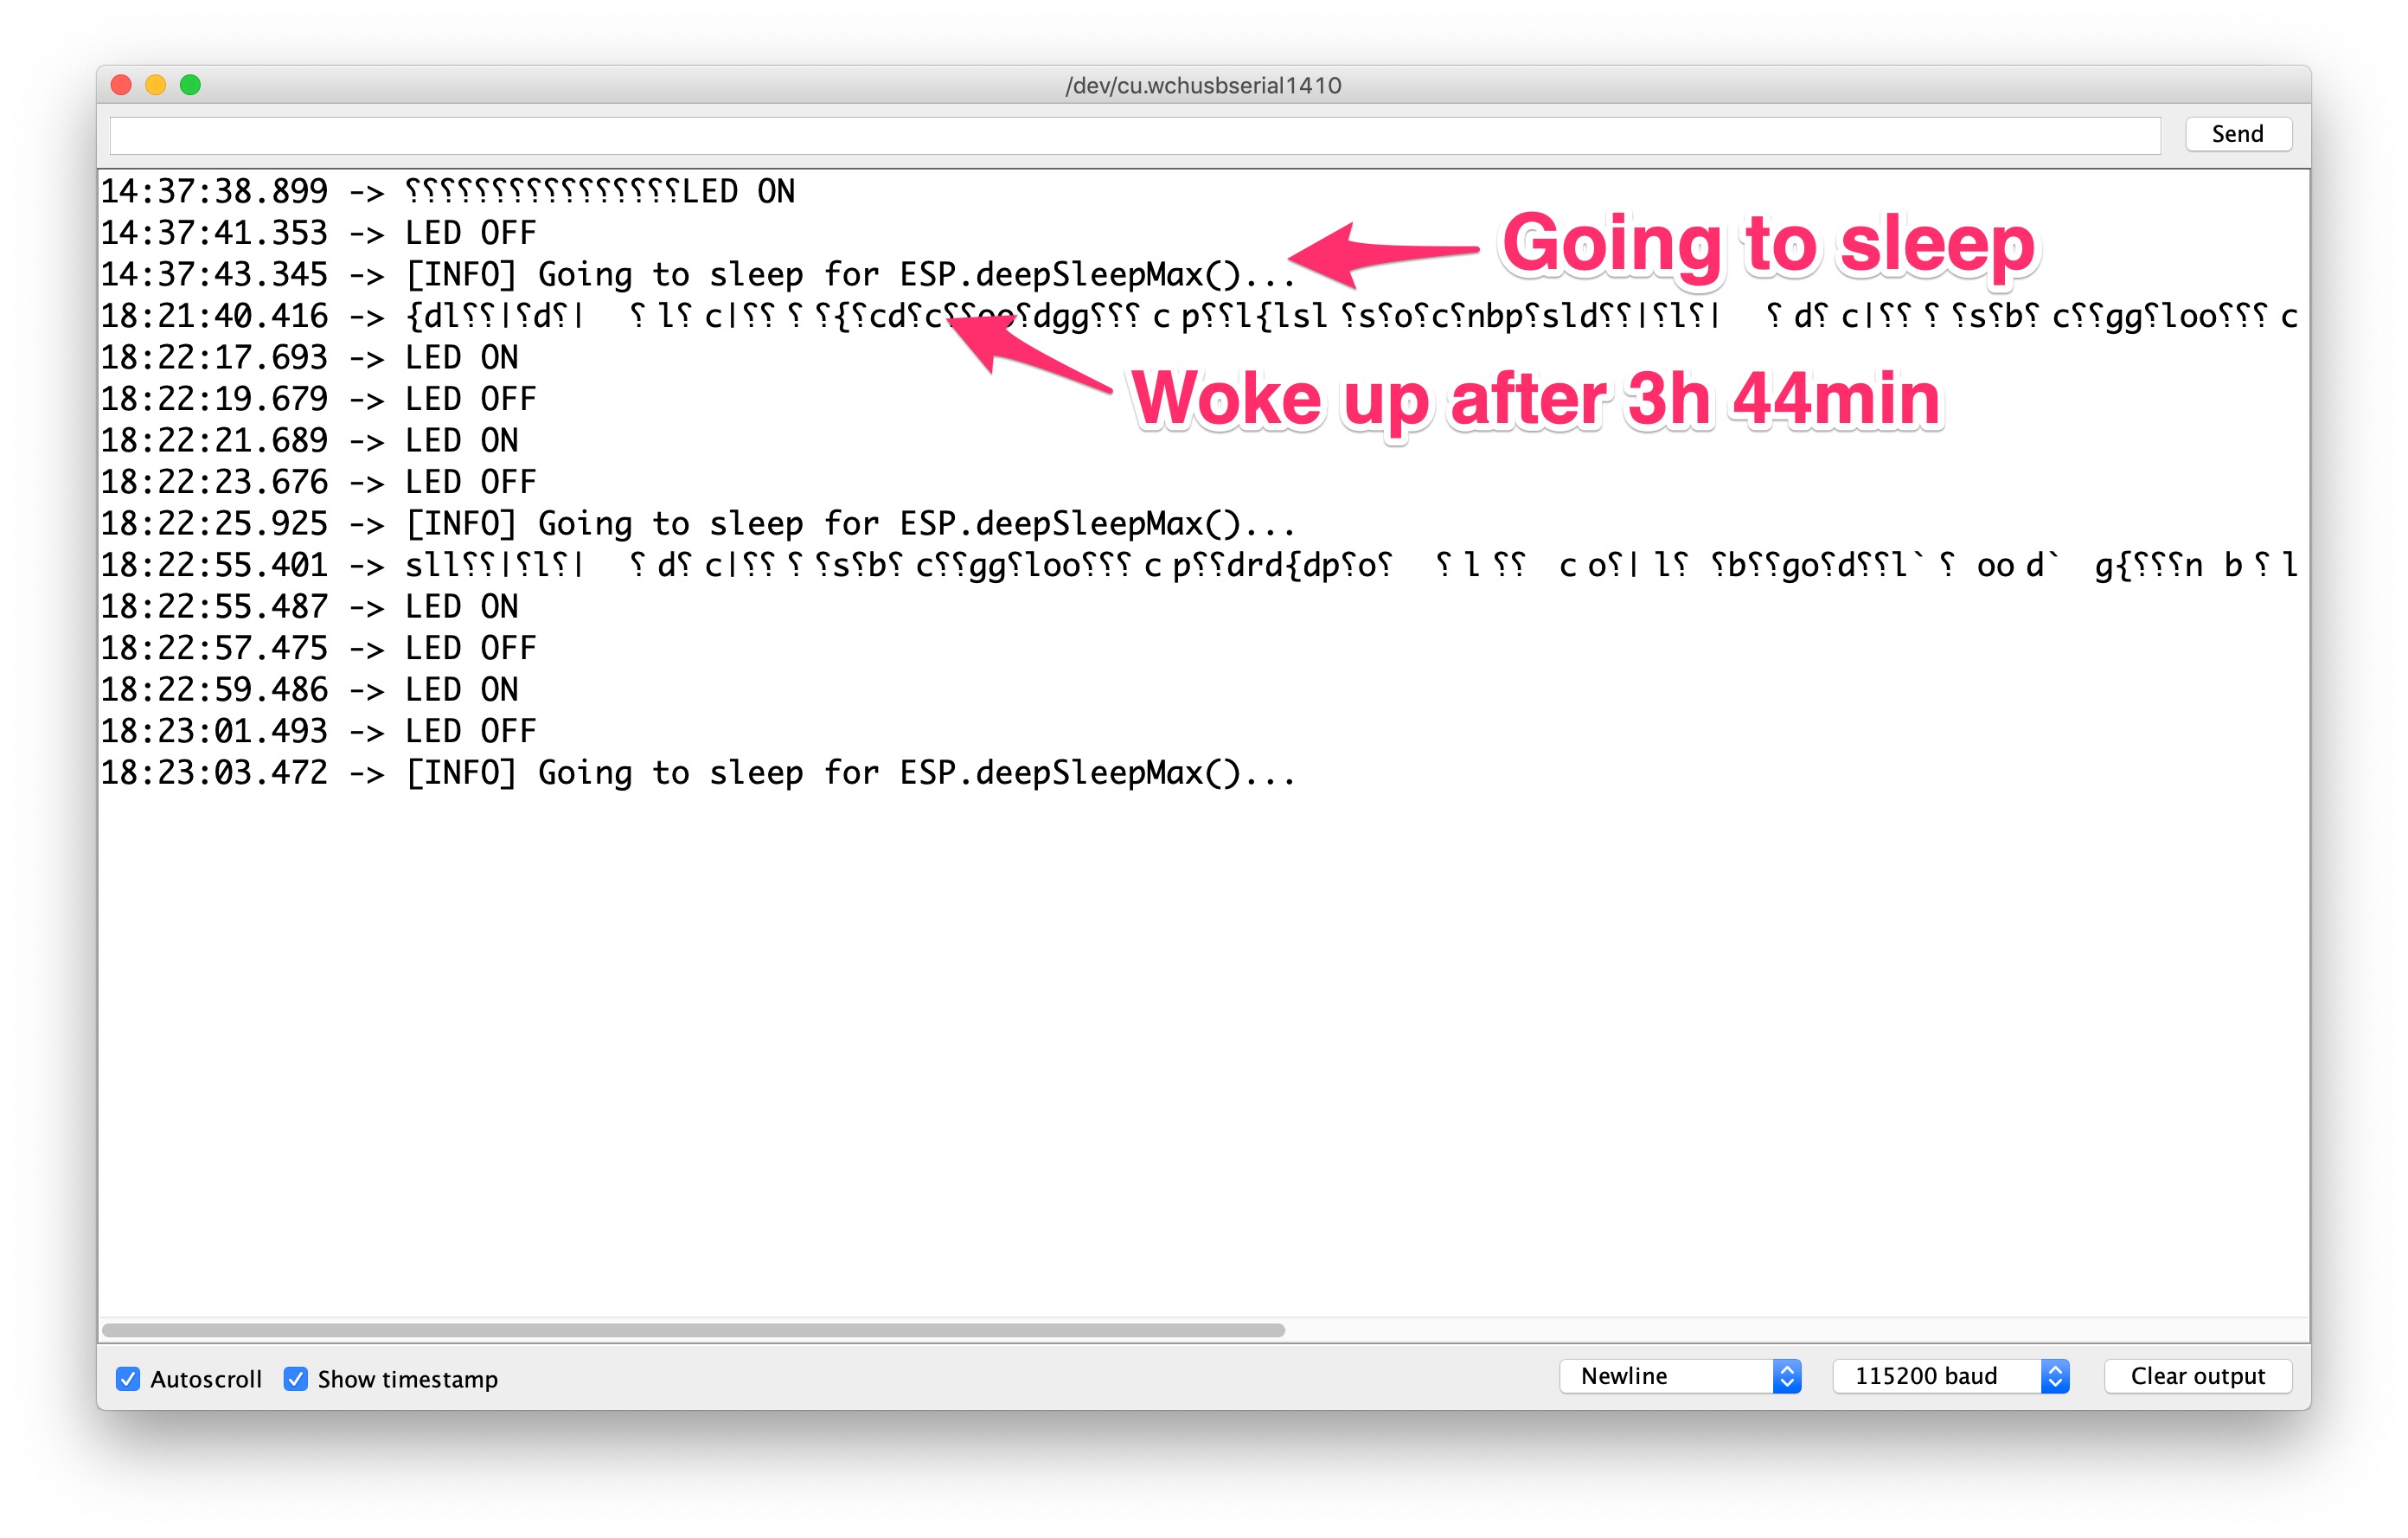 /dev/cu.wchusbserial1410
Send
14:37:38.899 -> ⸮⸮⸮⸮⸮⸮⸮⸮⸮⸮⸮⸮⸮⸮⸮⸮LED ON
14:37:41.353 -> LED OFF
Going to sleep
14:37:43.345 -> [INFO] Going to sleep for ESP.deepSleepMax()...
18:21:40.416 -> {dl⸮⸮|⸮d⸮|  ⸮ l⸮ c|⸮⸮ ⸮ ⸮{⸮cd⸮c⸮⸮oo⸮dgg⸮⸮⸮ c p⸮⸮l{lsl ⸮s⸮o⸮c⸮nbp⸮sld⸮⸮|⸮l⸮|  ⸮ d⸮ c|⸮⸮ ⸮ ⸮s⸮b⸮ c⸮⸮gg⸮loo⸮⸮⸮ c
18:22:17.693 -> LED ON
Woke up after 3h 44min
18:22:19.679 -> LED OFF
18:22:21.689 -> LED ON
18:22:23.676 -> LED OFF
18:22:25.925 -> [INFO] Going to sleep for ESP.deepSleepMax()...
18:22:55.401 -> sll⸮⸮|⸮l⸮|  ⸮ d⸮ c|⸮⸮ ⸮ ⸮s⸮b⸮ c⸮⸮gg⸮loo⸮⸮⸮ c p⸮⸮drd{dp⸮o⸮  ⸮ l ⸮⸮  c o⸮| l⸮ ⸮b⸮⸮go⸮d⸮⸮l` ⸮ oo d`  g{⸮⸮⸮n b ⸮ l
18:22:55.487 -> LED ON
18:22:57.475 -> LED OFF
18:22:59.486 -> LED ON
18:23:01.493 -> LED OFF
18:23:03.472 -> [INFO] Going to sleep for ESP.deepSleepMax()...
Autoscroll Show timestamp Newline 115200 baud Clear output